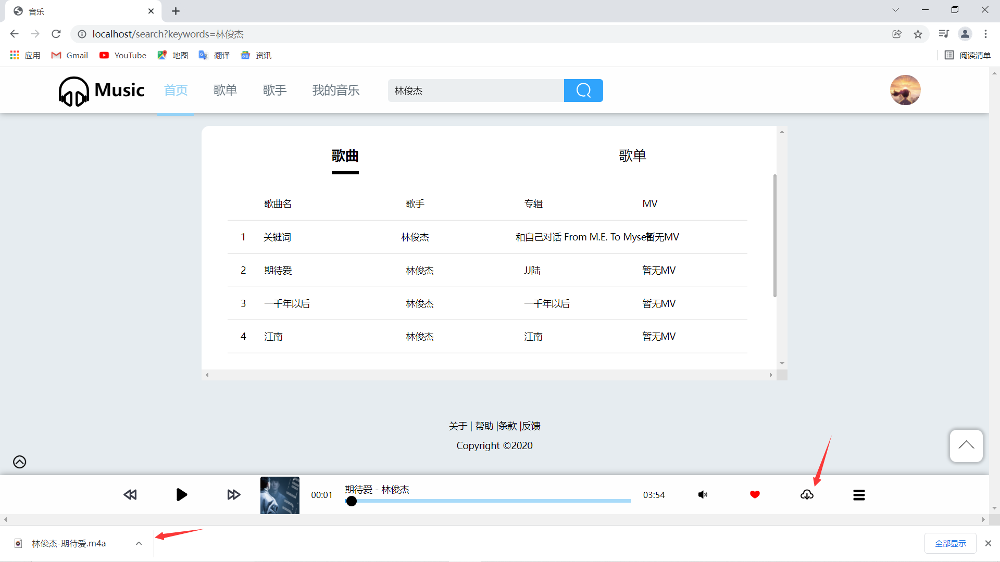 音乐
localhost/search?keywords=林俊杰
应用 Gmail YouTube 地图 翻译 资讯 阅读清单
Music 首页 歌单 歌手 我的音乐 林俊杰
歌曲 歌单
歌曲名 歌手 专辑 MV
1 关键词 林俊杰 和自己对话 From M.E. To Myself 暂无MV
2 期待爱 林俊杰 JJ陆 暂无MV
3 一千年以后 林俊杰 一千年以后 暂无MV
4 江南 林俊杰 江南 暂无MV
关于 | 帮助 |条款 |反馈
Copyright ©2020
期待爱 - 林俊杰
00:01 03:54
林俊杰-期待爱.m4a 全部显示